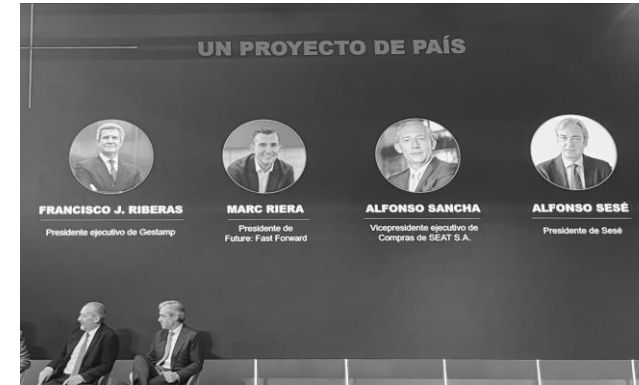 UN PROYECTO DE PAÍS
FRANCISCO J. RIBERAS
Presidente ejecutivo de Gestamp
MARC RIERA
Presidente de
Future: Fast Forward
ALFONSO SANCHA
Vicepresidente ejecutivo de
Compras de SEAT S.A.
ALFONSO SESÉ
Presidente de Sesé